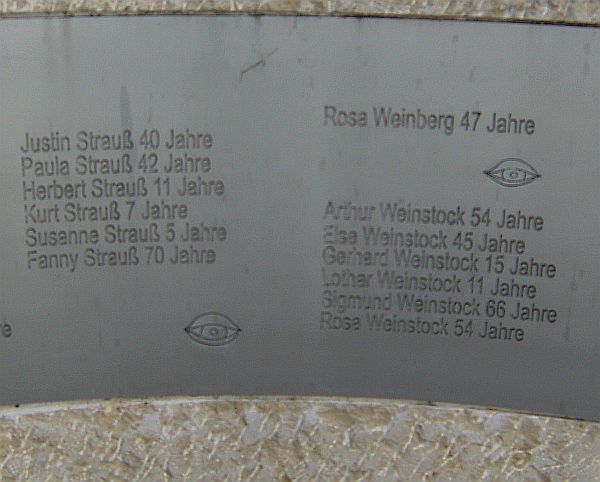 Justin Strauß 40 Jahre
Paula Strauß 42 Jahre
Herbert Strauß 11 Jahre
Kurt Strauß 7 Jahre
Susanne Strauß 5 Jahre
Fanny Strauß 70 Jahre
Rosa Weinberg 47 Jahre
Arthur Weinstock 54 Jahre
Else Weinstock 45 Jahre
Gerhard Weinstock 15 Jahre
Lothar Weinstock 11 Jahre
Sigmund Weinstock 66 Jahre
Rosa Weinstock 54 Jahre